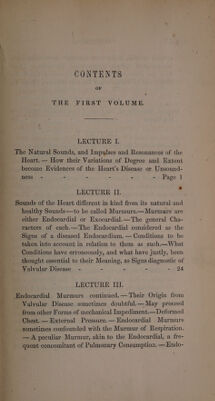 CONTENTS
OF
THE FIRST VOLUME.
LECTURE I.
The Natural Sounds, and Impulses and Resonances of the
Heart. — How their Variations of Degree and Extent
become Evidences of the Heart's Disease or Unsound-
ness - - - - - - Page 1
LECTURE II.
Sounds of the Heart different in kind from its natural and
healthy Sounds — to be called Murmurs. — Murmurs are
either Endocardial or Exocardial. — The general Cha-
racters of each. — The Endocardial considered as the
Signs of a diseased Endocardium. — Conditions to be
taken into account in relation to them as such. — What
Conditions have erroneously, and what have justly, been
thought essential to their Meaning, as Signs diagnostic of
Valvular Disease - - - - - - 24
LECTURE III.
Endocardial Murmurs continued. — Their Origin from
Valvular Disease sometimes doubtful. — May proceed
from other Forms of mechanical Impediment. — Deformed
Chest. — External Pressure. — Endocardial Murmurs
sometimes confounded with the Murmur of Respiration.
— A peculiar Murmur, akin to the Endocardial, a fre-
quent concomitant of Pulmonary Consumption. — Endo-